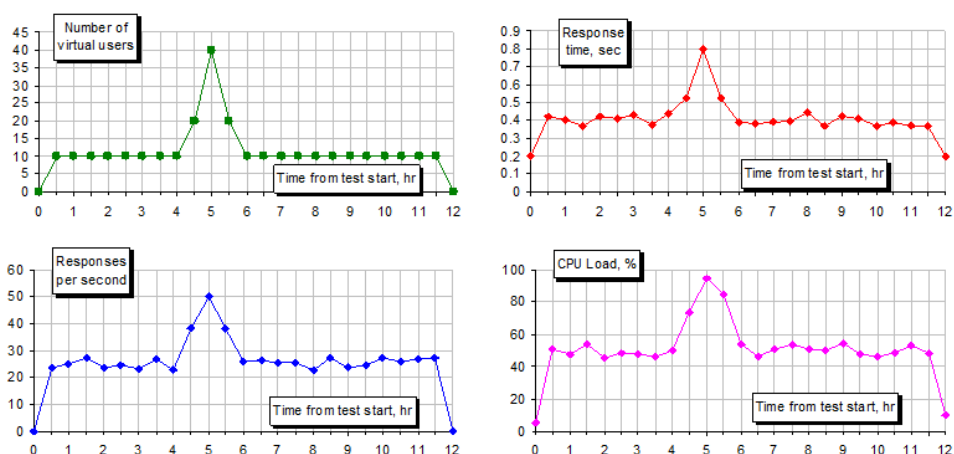 Number of
virtual users
45
40
35
30
25
20
15
10
5
0
Time from test start, hr
0 1 2 3 4 5 6 7 8 9 10 11 12
Response
time, sec
0.9
0.8
0.7
0.6
0.5
0.4
0.3
0.2
0.1
0
Time from test start, hr
0 1 2 3 4 5 6 7 8 9 10 11 12
Responses
per second
60
50
40
30
20
10
0
Time from test start, hr
0 1 2 3 4 5 6 7 8 9 10 11 12
CPU Load, %
100
80
60
40
20
0
Time from test start, hr
0 1 2 3 4 5 6 7 8 9 10 11 12